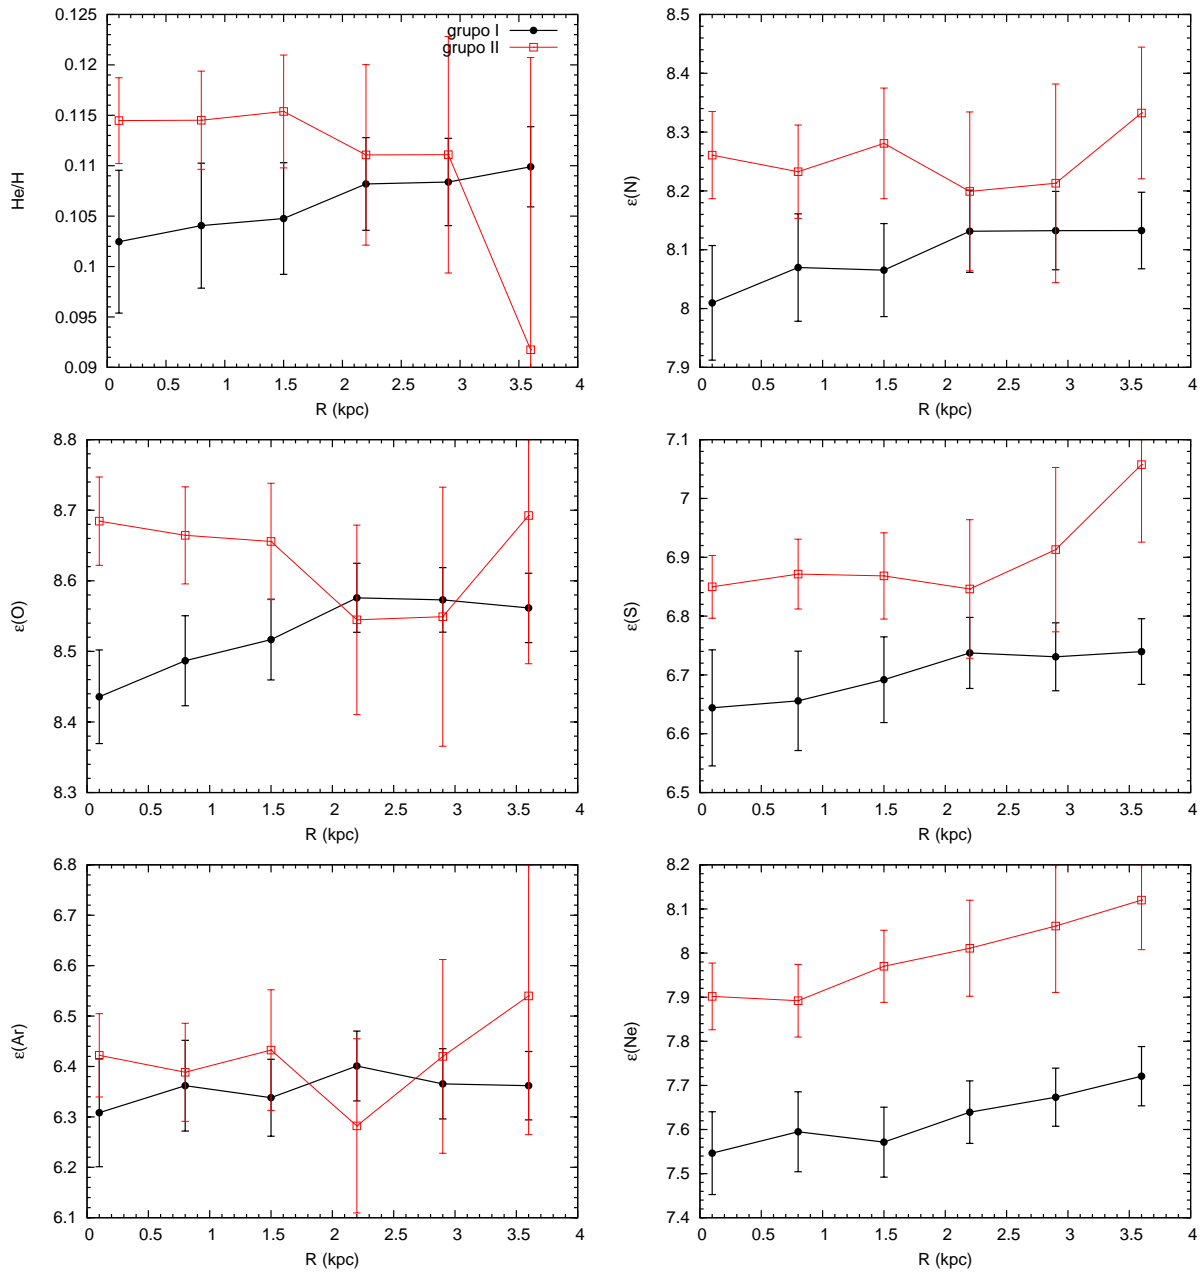 grupo I
grupo II
He/H
0.125
0.12
0.115
0.11
0.105
0.1
0.095
0.09
0 0.5 1 1.5 2 2.5 3 3.5 4
R (kpc)
ε(N)
8.5
8.4
8.3
8.2
8.1
8
7.9
0 0.5 1 1.5 2 2.5 3 3.5 4
R (kpc)
ε(O)
8.8
8.7
8.6
8.5
8.4
8.3
0 0.5 1 1.5 2 2.5 3 3.5 4
R (kpc)
ε(S)
7.1
7
6.9
6.8
6.7
6.6
6.5
0 0.5 1 1.5 2 2.5 3 3.5 4
R (kpc)
ε(Ar)
6.8
6.7
6.6
6.5
6.4
6.3
6.2
6.1
0 0.5 1 1.5 2 2.5 3 3.5 4
R (kpc)
ε(Ne)
8.2
8.1
8
7.9
7.8
7.7
7.6
7.5
7.4
0 0.5 1 1.5 2 2.5 3 3.5 4
R (kpc)